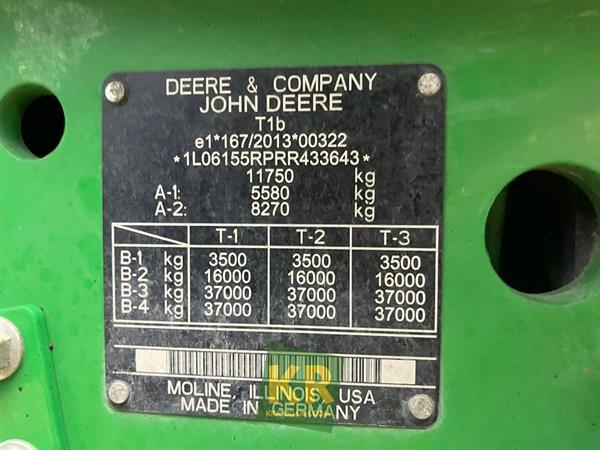 DEERE & COMPANY
JOHN DEERE
T1b
e1*167/2013*00322
*1L06155RPRR433643*
11750 kg
A-1: 5580 kg
A-2: 8270 kg
T-1 T-2 T-3
B-1 kg 3500 3500 3500
B-2 kg 16000 16000 16000
B-3 kg 37000 37000 37000
B-4 kg 37000 37000 37000
KR
MOLINE, ILLINOIS, USA
MADE IN GERMANY